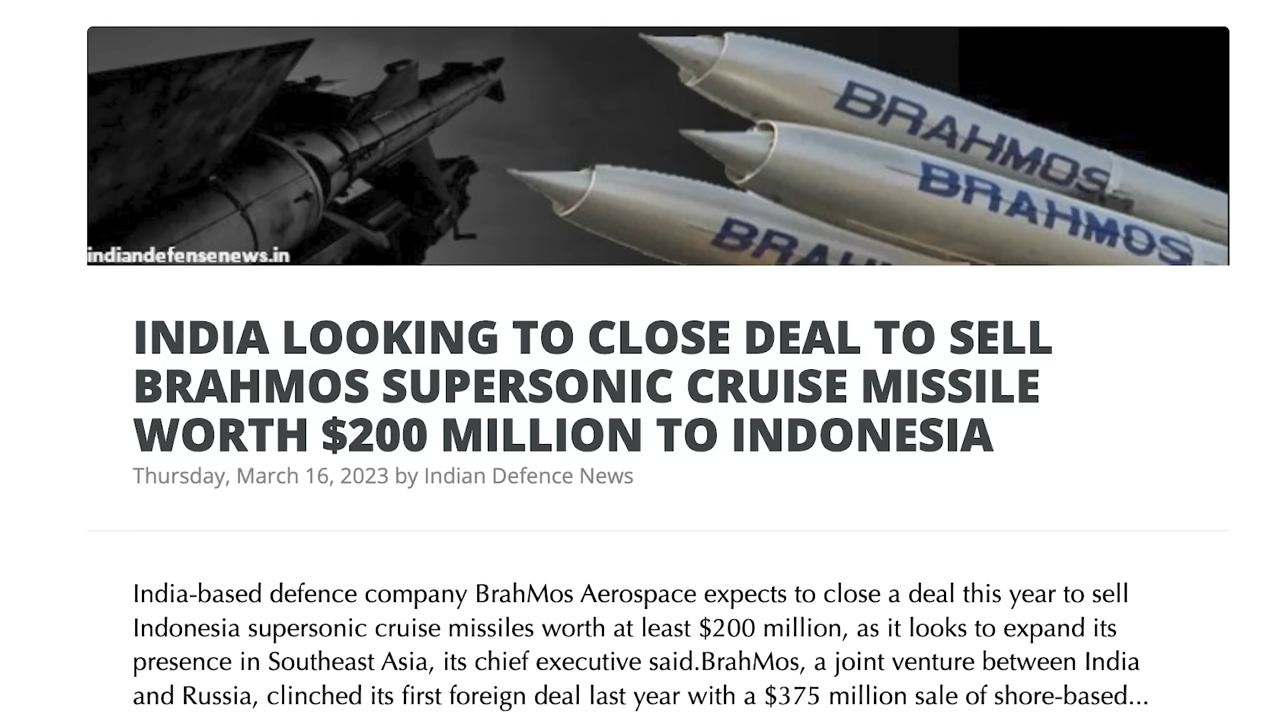 BRAHMOS
BRAHMOS
indiandefensenews.in
INDIA LOOKING TO CLOSE DEAL TO SELL
BRAHMOS SUPERSONIC CRUISE MISSILE
WORTH $200 MILLION TO INDONESIA
Thursday, March 16, 2023 by Indian Defence News
India-based defence company BrahMos Aerospace expects to close a deal this year to sell
Indonesia supersonic cruise missiles worth at least $200 million, as it looks to expand its
presence in Southeast Asia, its chief executive said.BrahMos, a joint venture between India
and Russia, clinched its first foreign deal last year with a $375 million sale of shore-based...